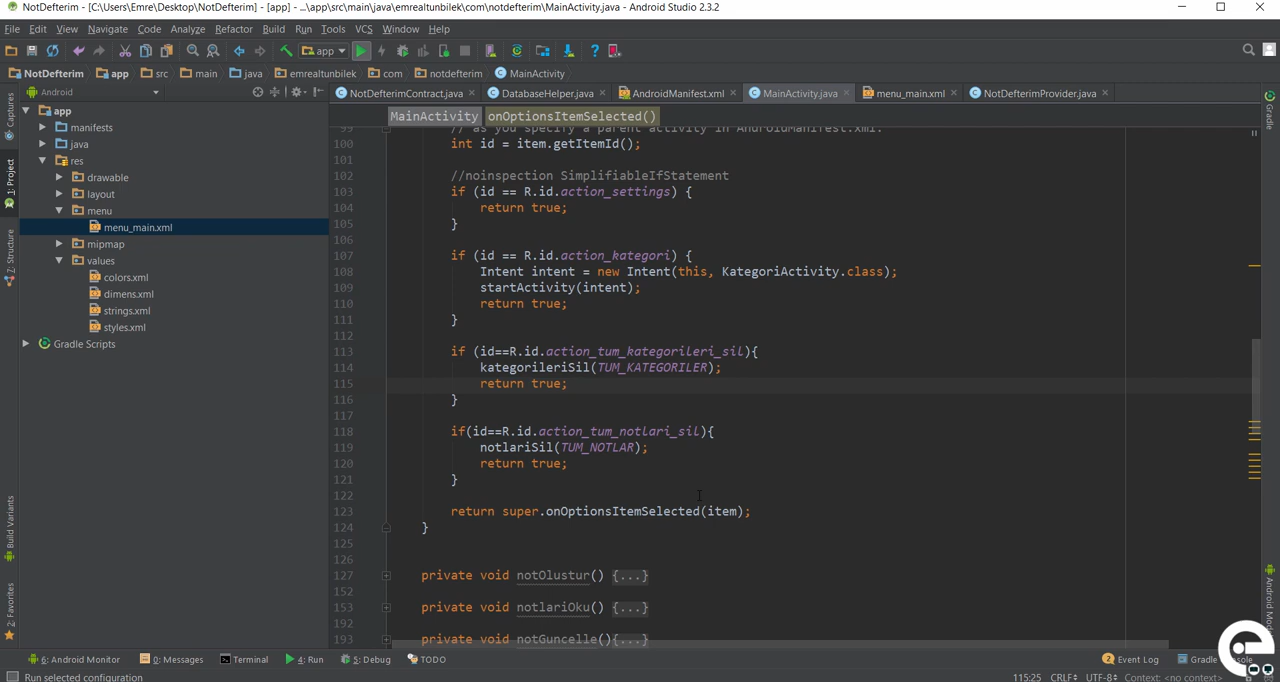 NotDefterim - [C:\Users\Emre\Desktop\NotDefterim] - [app] - ...\app\src\main\java\emrealtunbilek\com\notdefterim\MainActivity.java - Android Studio 2.3.2
File Edit View Navigate Code Analyze Refactor Build Run Tools VCS Window Help
app
NotDefterim app src main java emrealtunbilek com notdefterim MainActivity
Android
NotDefterimContract.java DatabaseHelper.java AndroidManifest.xml MainActivity.java menu_main.xml NotDefterimProvider.java
MainActivity onOptionsItemSelected()
Captures
1: Project
Z: Structure
Build Variants
2: Favorites
app
manifests
java
res
drawable
layout
menu
menu_main.xml
mipmap
values
colors.xml
dimens.xml
strings.xml
styles.xml
Gradle Scripts
99 // as you specify a parent activity in AndroidManifest.xml.
100 int id = item.getItemId();
101
102 //noinspection SimplifiableIfStatement
103 if (id == R.id.action_settings) {
104 return true;
105 }
106
107 if (id == R.id.action_kategori) {
108 Intent intent = new Intent(this, KategoriActivity.class);
109 startActivity(intent);
110 return true;
111 }
112
113 if (id==R.id.action_tum_kategorileri_sil){
114 kategorileriSil(TUM_KATEGORILER);
115 return true;
116 }
117
118 if(id==R.id.action_tum_notlari_sil){
119 notlariSil(TUM_NOTLAR);
120 return true;
121 }
122
123 return super.onOptionsItemSelected(item);
124 }
125
126
127 private void notOlustur() {...}
152
153 private void notlariOku() {...}
192
193 private void notGuncelle(){...}
Gradle
6: Android Monitor 0: Messages Terminal 4: Run 5: Debug TODO
Event Log Gradle
Run selected configuration
115:25 CRLF UTF-8 Context: <no context>